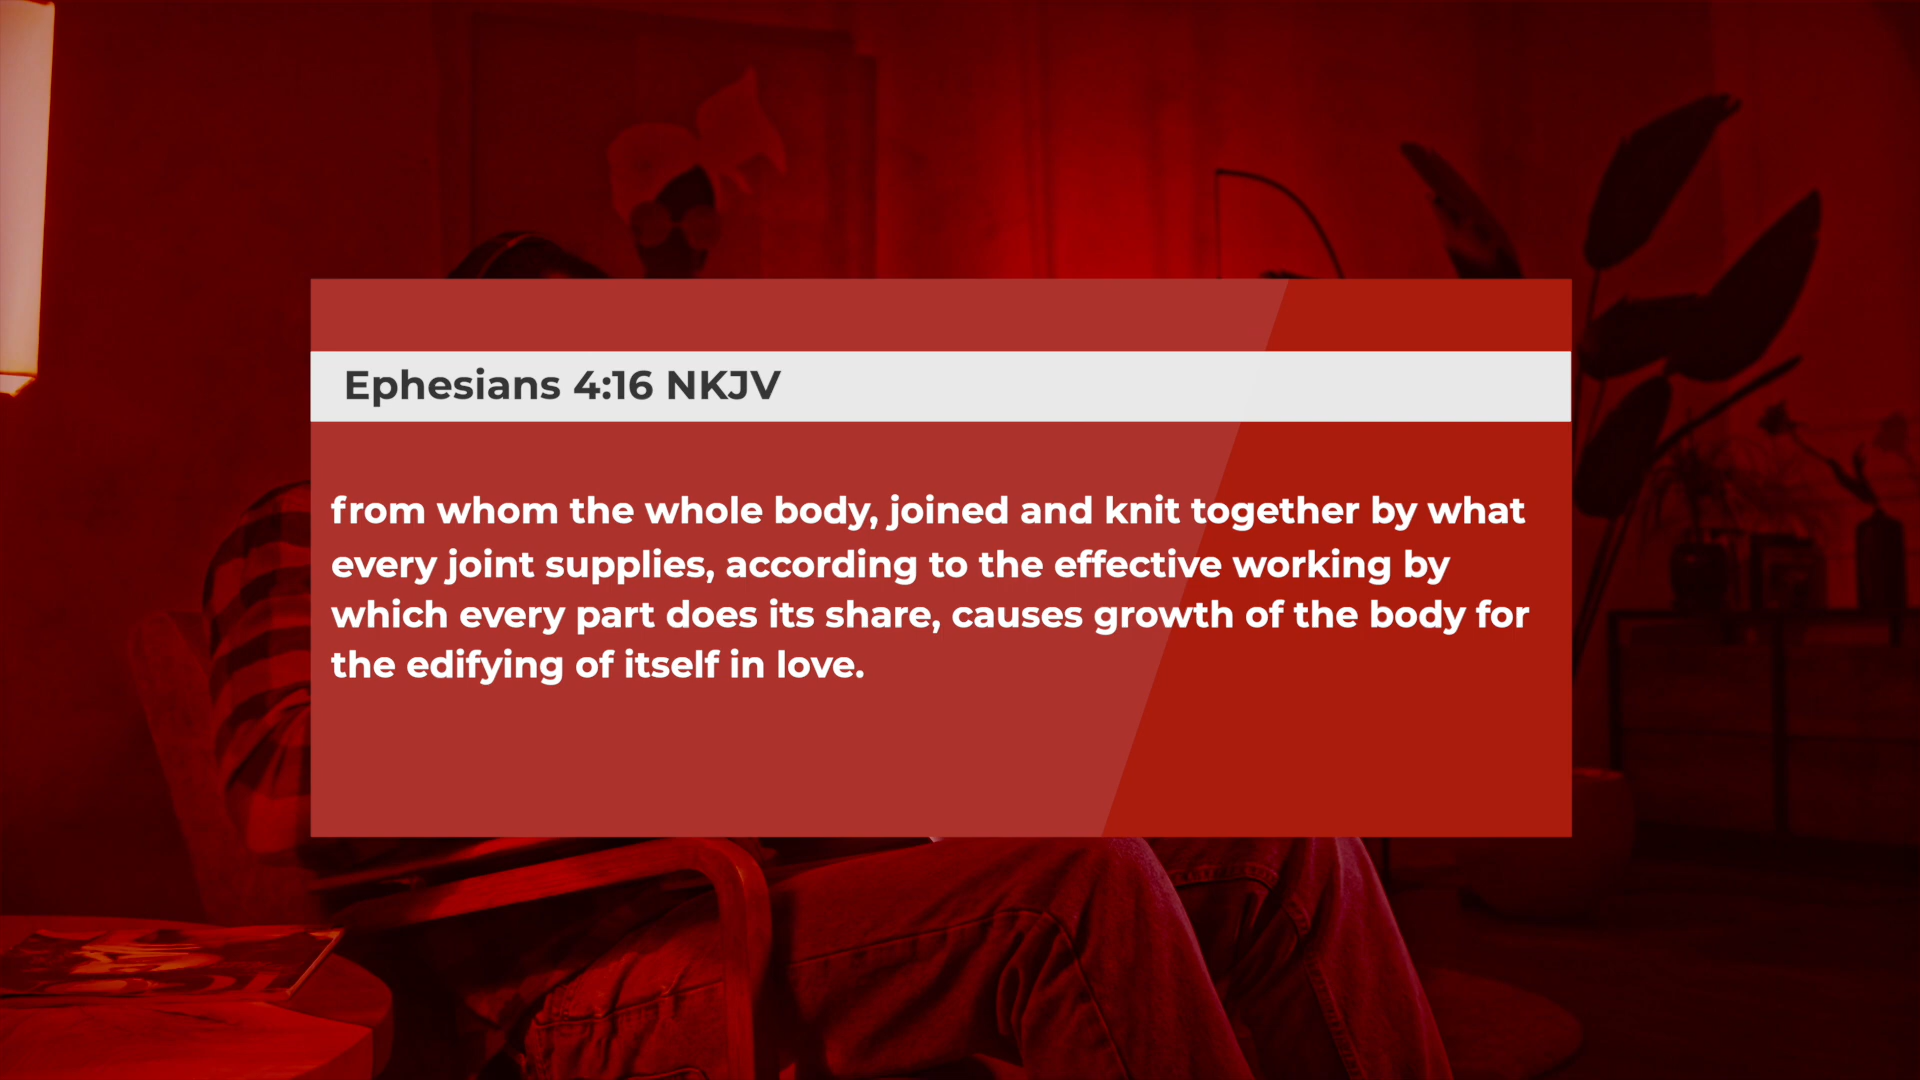 Ephesians 4:16 NKJV
from whom the whole body, joined and knit together by what
every joint supplies, according to the effective working by
which every part does its share, causes growth of the body for
the edifying of itself in love.